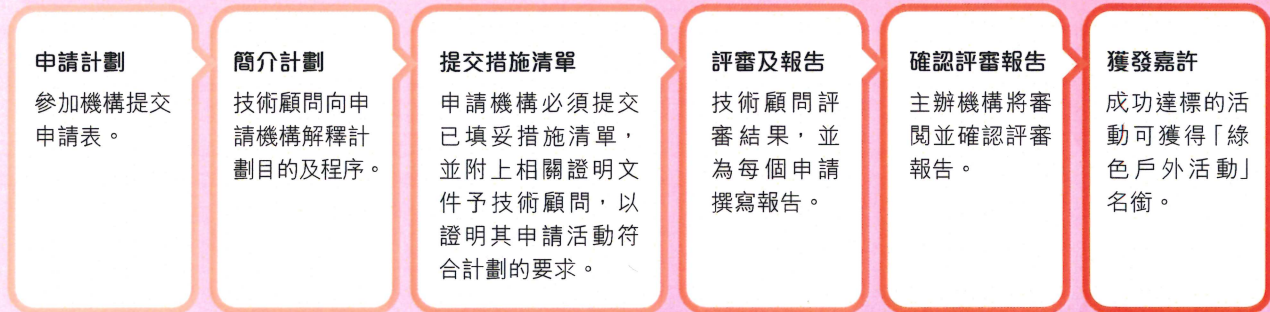 申請計劃
參加機構提交
申請表。
簡介計劃
技術顧問向申
請機構解釋計
劃目的及程序。
提交措施清單
申請機構必須提交
已填妥措施清單，
並附上相關證明文
件予技術顧問，以
證明其申請活動符
合計劃的要求。
評審及報告
技術顧問評
審結果，並
為每個申請
撰寫報告。
確認評審報告
主辦機構將審
閱並確認評審
報告。
獲發嘉許
成功達標的活
動可獲得「綠
色戶外活動」
名銜。